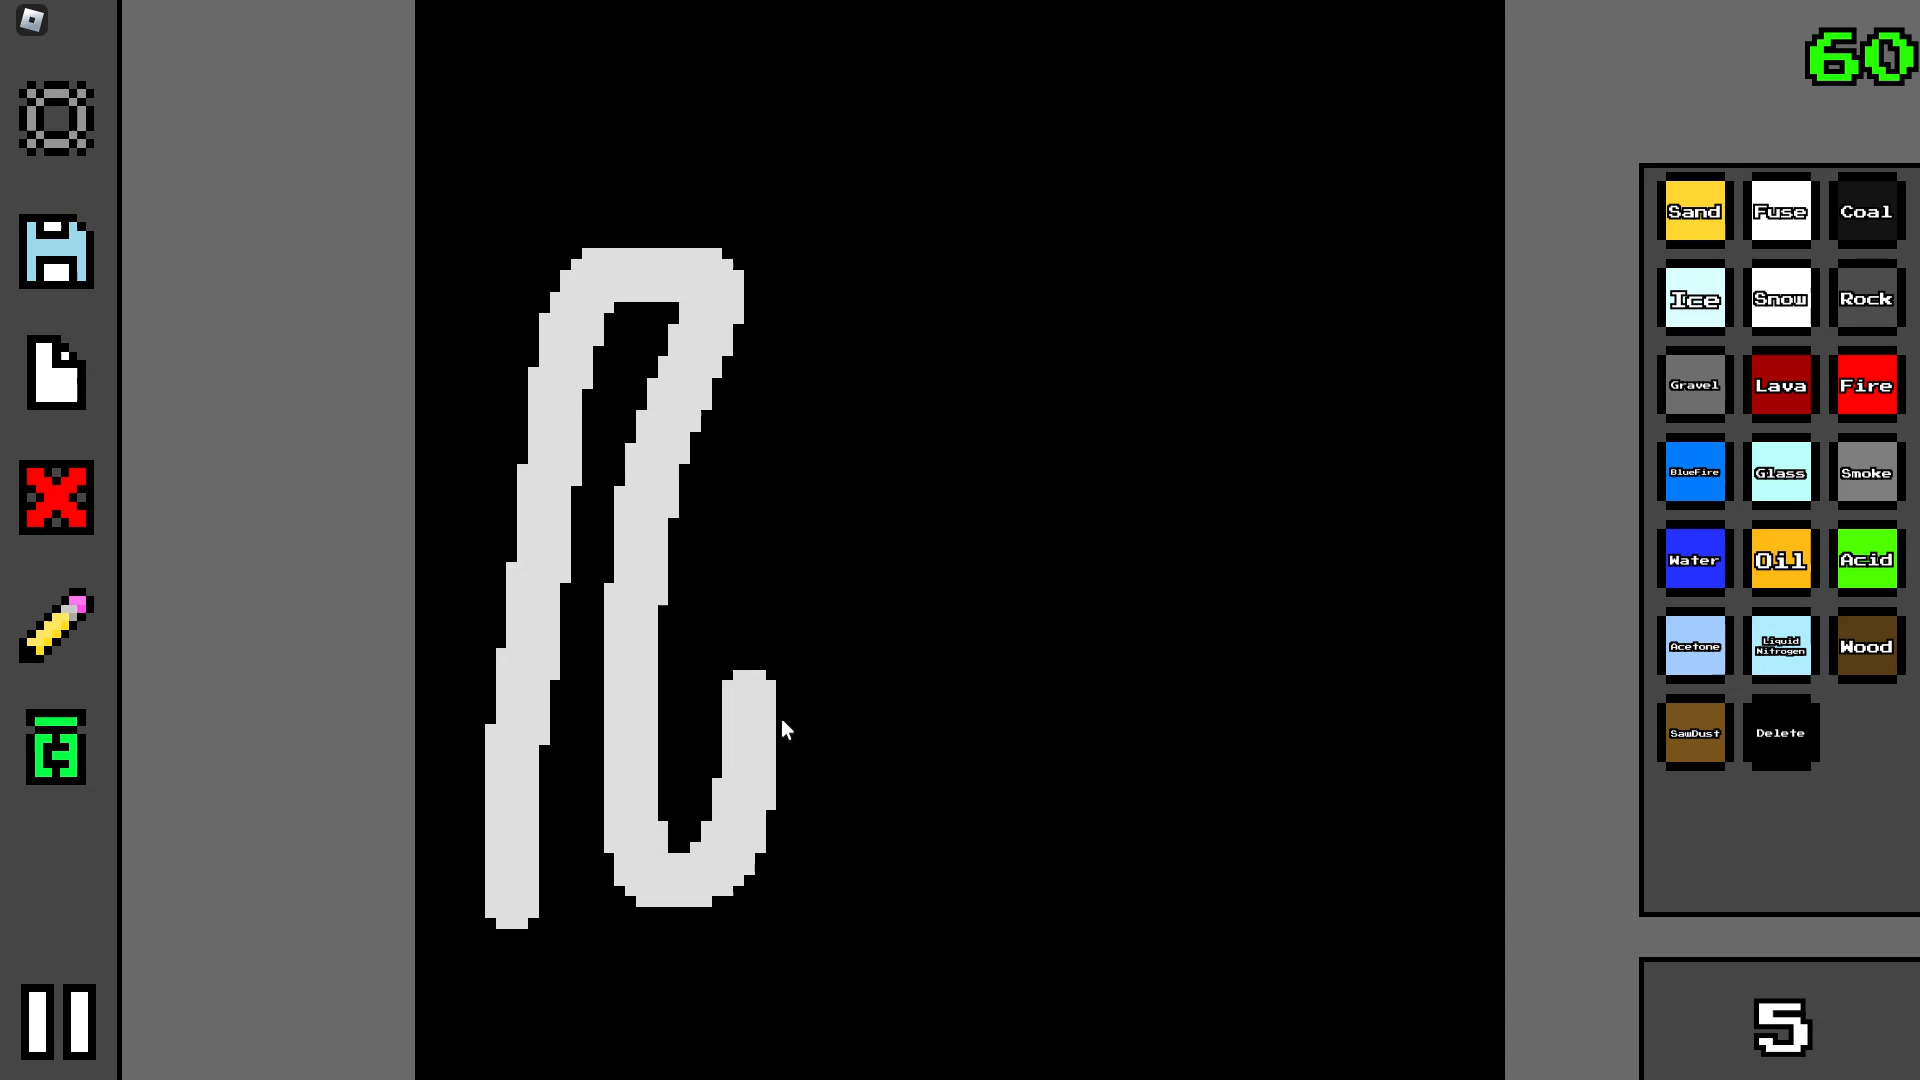 60
Sand Fuse Coal
Ice Snow Rock
Gravel Lava Fire
BlueFire Glass Smoke
Water Oil Acid
Acetone Liquid Nitrogen Wood
SawDust Delete
5